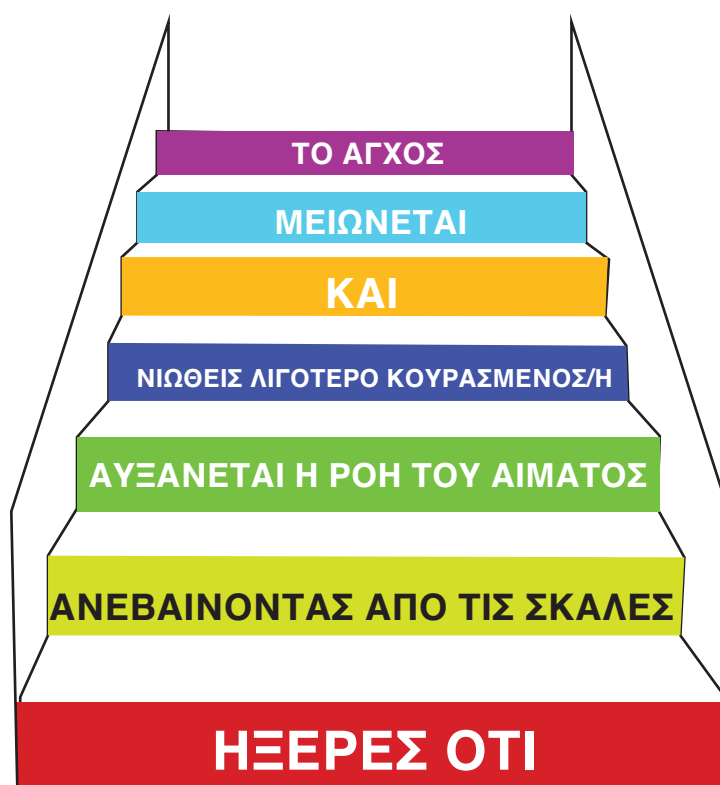 ΤΟ ΑΓΧΟΣ
ΜΕΙΩΝΕΤΑΙ
ΚΑΙ
ΝΙΩΘΕΙΣ ΛΙΓΟΤΕΡΟ ΚΟΥΡΑΣΜΕΝΟΣ/Η
ΑΥΞΑΝΕΤΑΙ Η ΡΟΗ ΤΟΥ ΑΙΜΑΤΟΣ
ΑΝΕΒΑΙΝΟΝΤΑΣ ΑΠΟ ΤΙΣ ΣΚΑΛΕΣ
ΗΞΕΡΕΣ ΟΤΙ